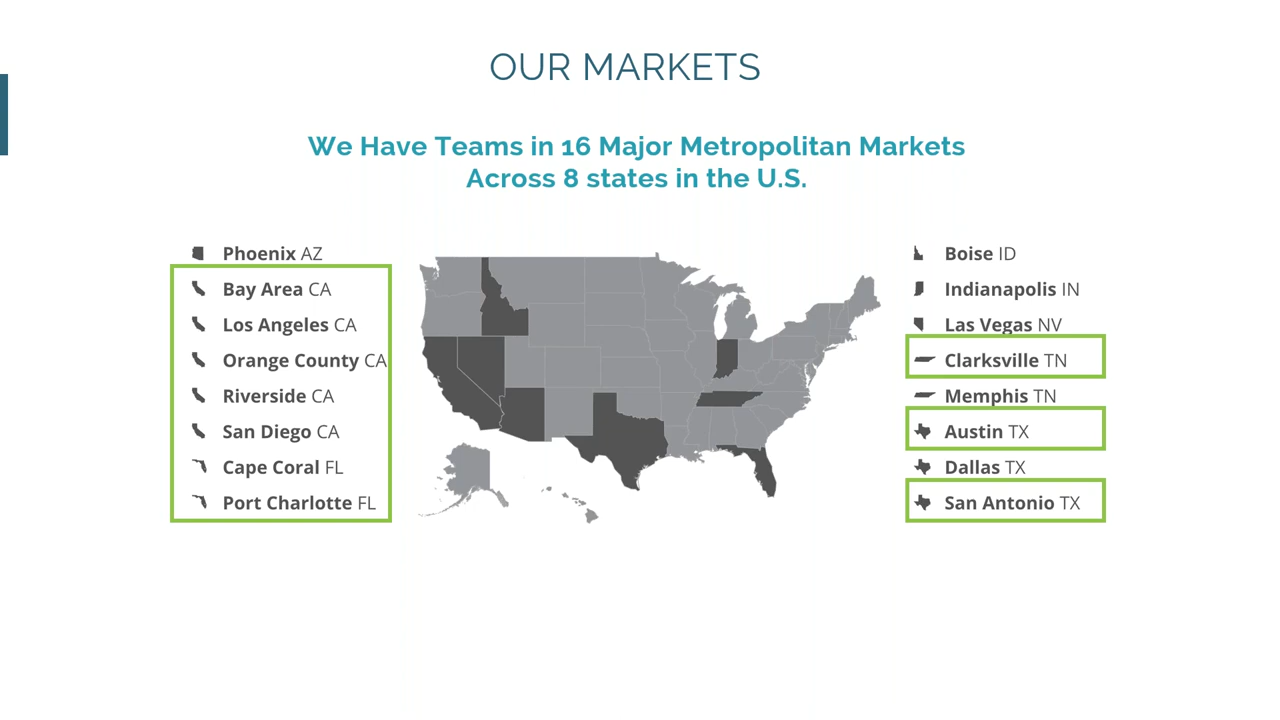 OUR MARKETS
We Have Teams in 16 Major Metropolitan Markets
Across 8 states in the U.S.
Phoenix AZ
Bay Area CA
Los Angeles CA
Orange County CA
Riverside CA
San Diego CA
Cape Coral FL
Port Charlotte FL
Boise ID
Indianapolis IN
Las Vegas NV
Clarksville TN
Memphis TN
Austin TX
Dallas TX
San Antonio TX